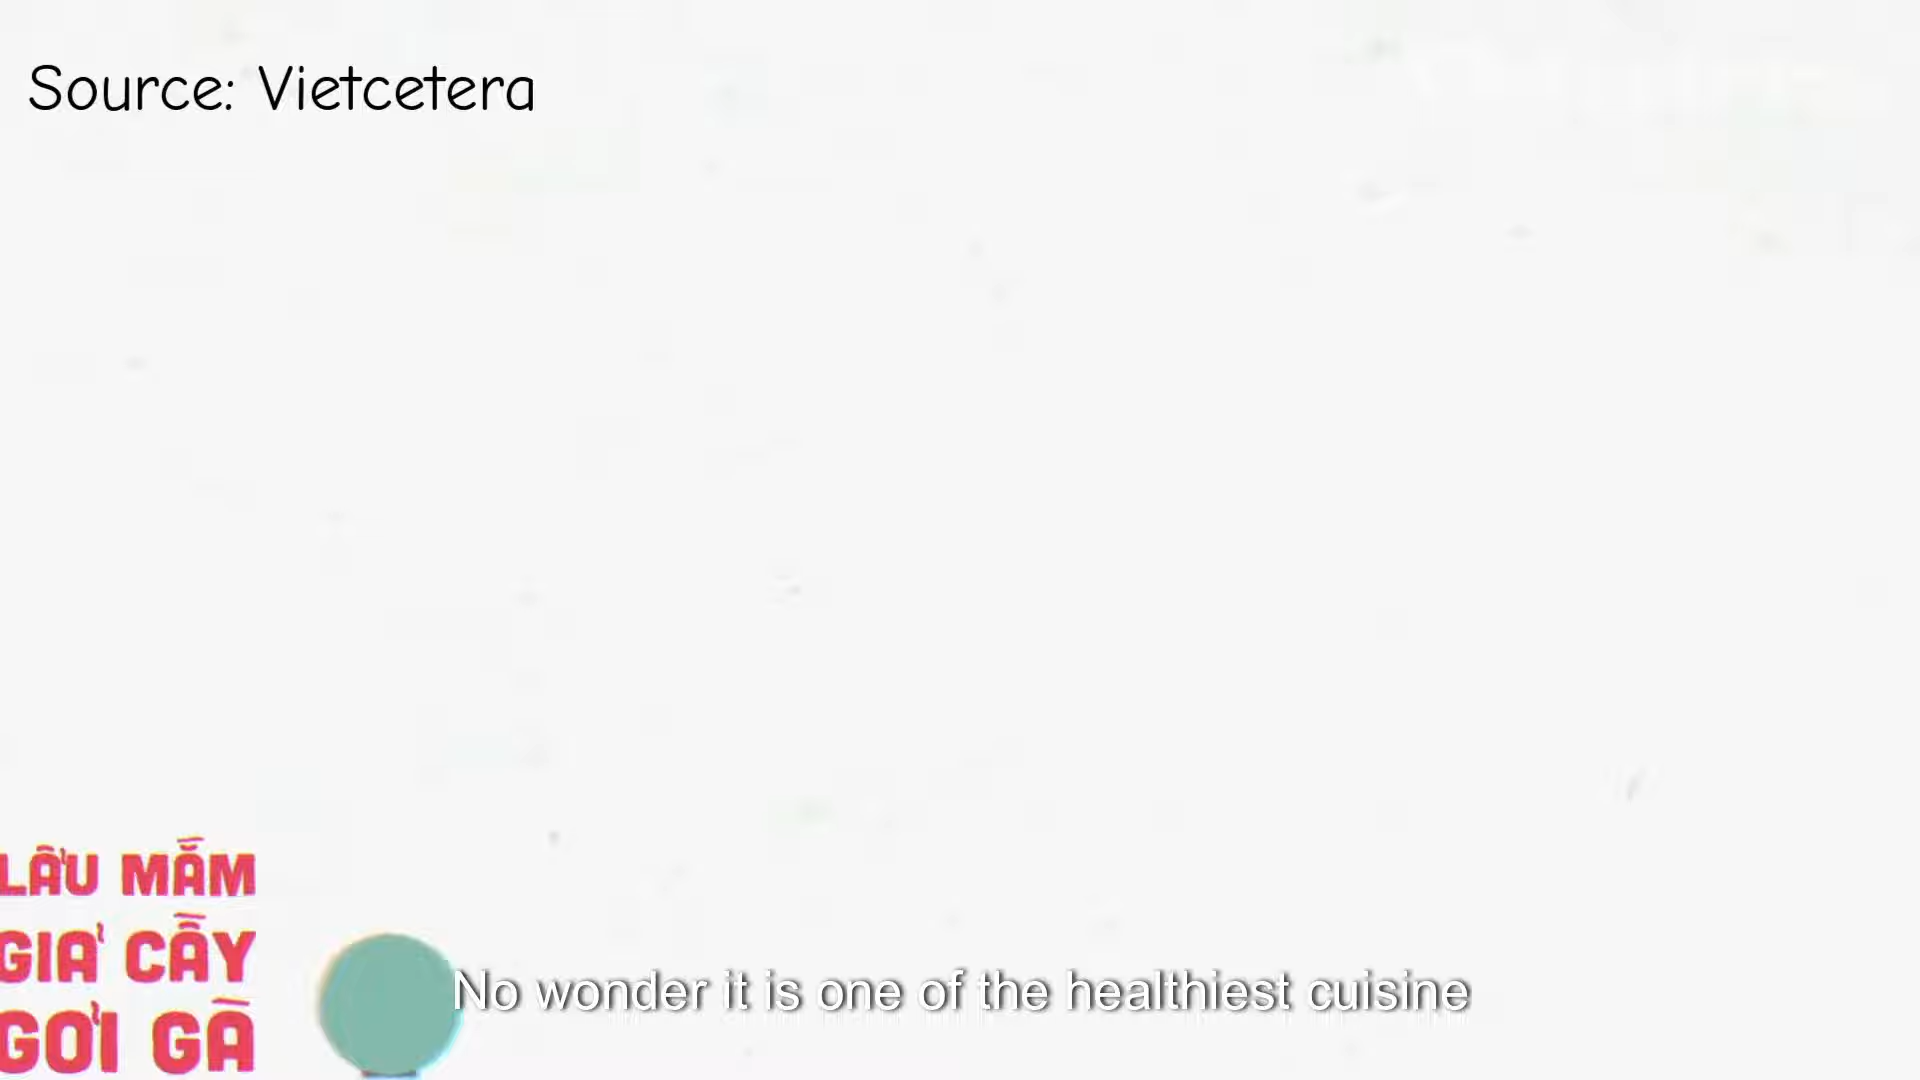 Source: Vietcetera
LẨU MẮM
GIẢ CẦY
GỎI GÀ
No wonder it is one of the healthiest cuisine